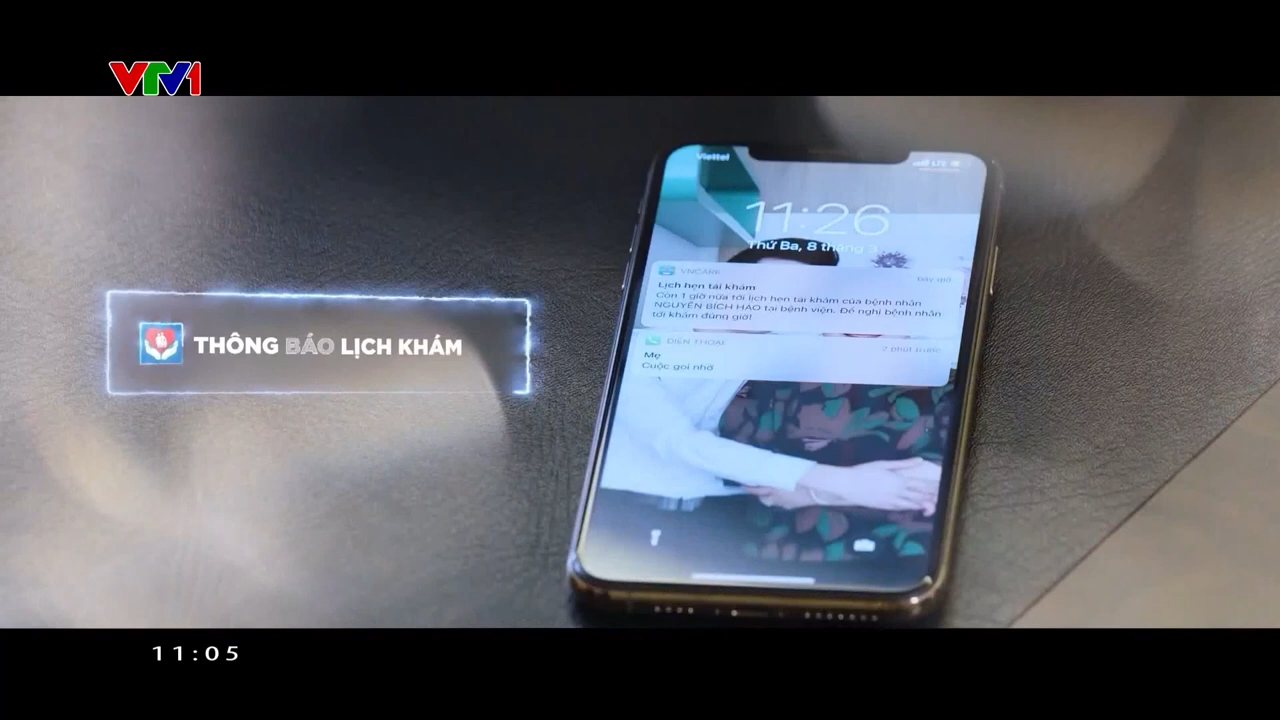 VTV1
Viettel
LTE
11:26
Thứ Ba, 8 tháng 3
VNCARE
bây giờ
Lịch hẹn tái khám
Còn 1 giờ nữa tới lịch hẹn tái khám của bệnh nhân
NGUYỄN BÍCH HẢO tại bệnh viện. Đề nghị bệnh nhân
tới khám đúng giờ!
ĐIỆN THOẠI
2 phút trước
Mẹ
Cuộc gọi nhỡ
THÔNG BÁO LỊCH KHÁM
11:05